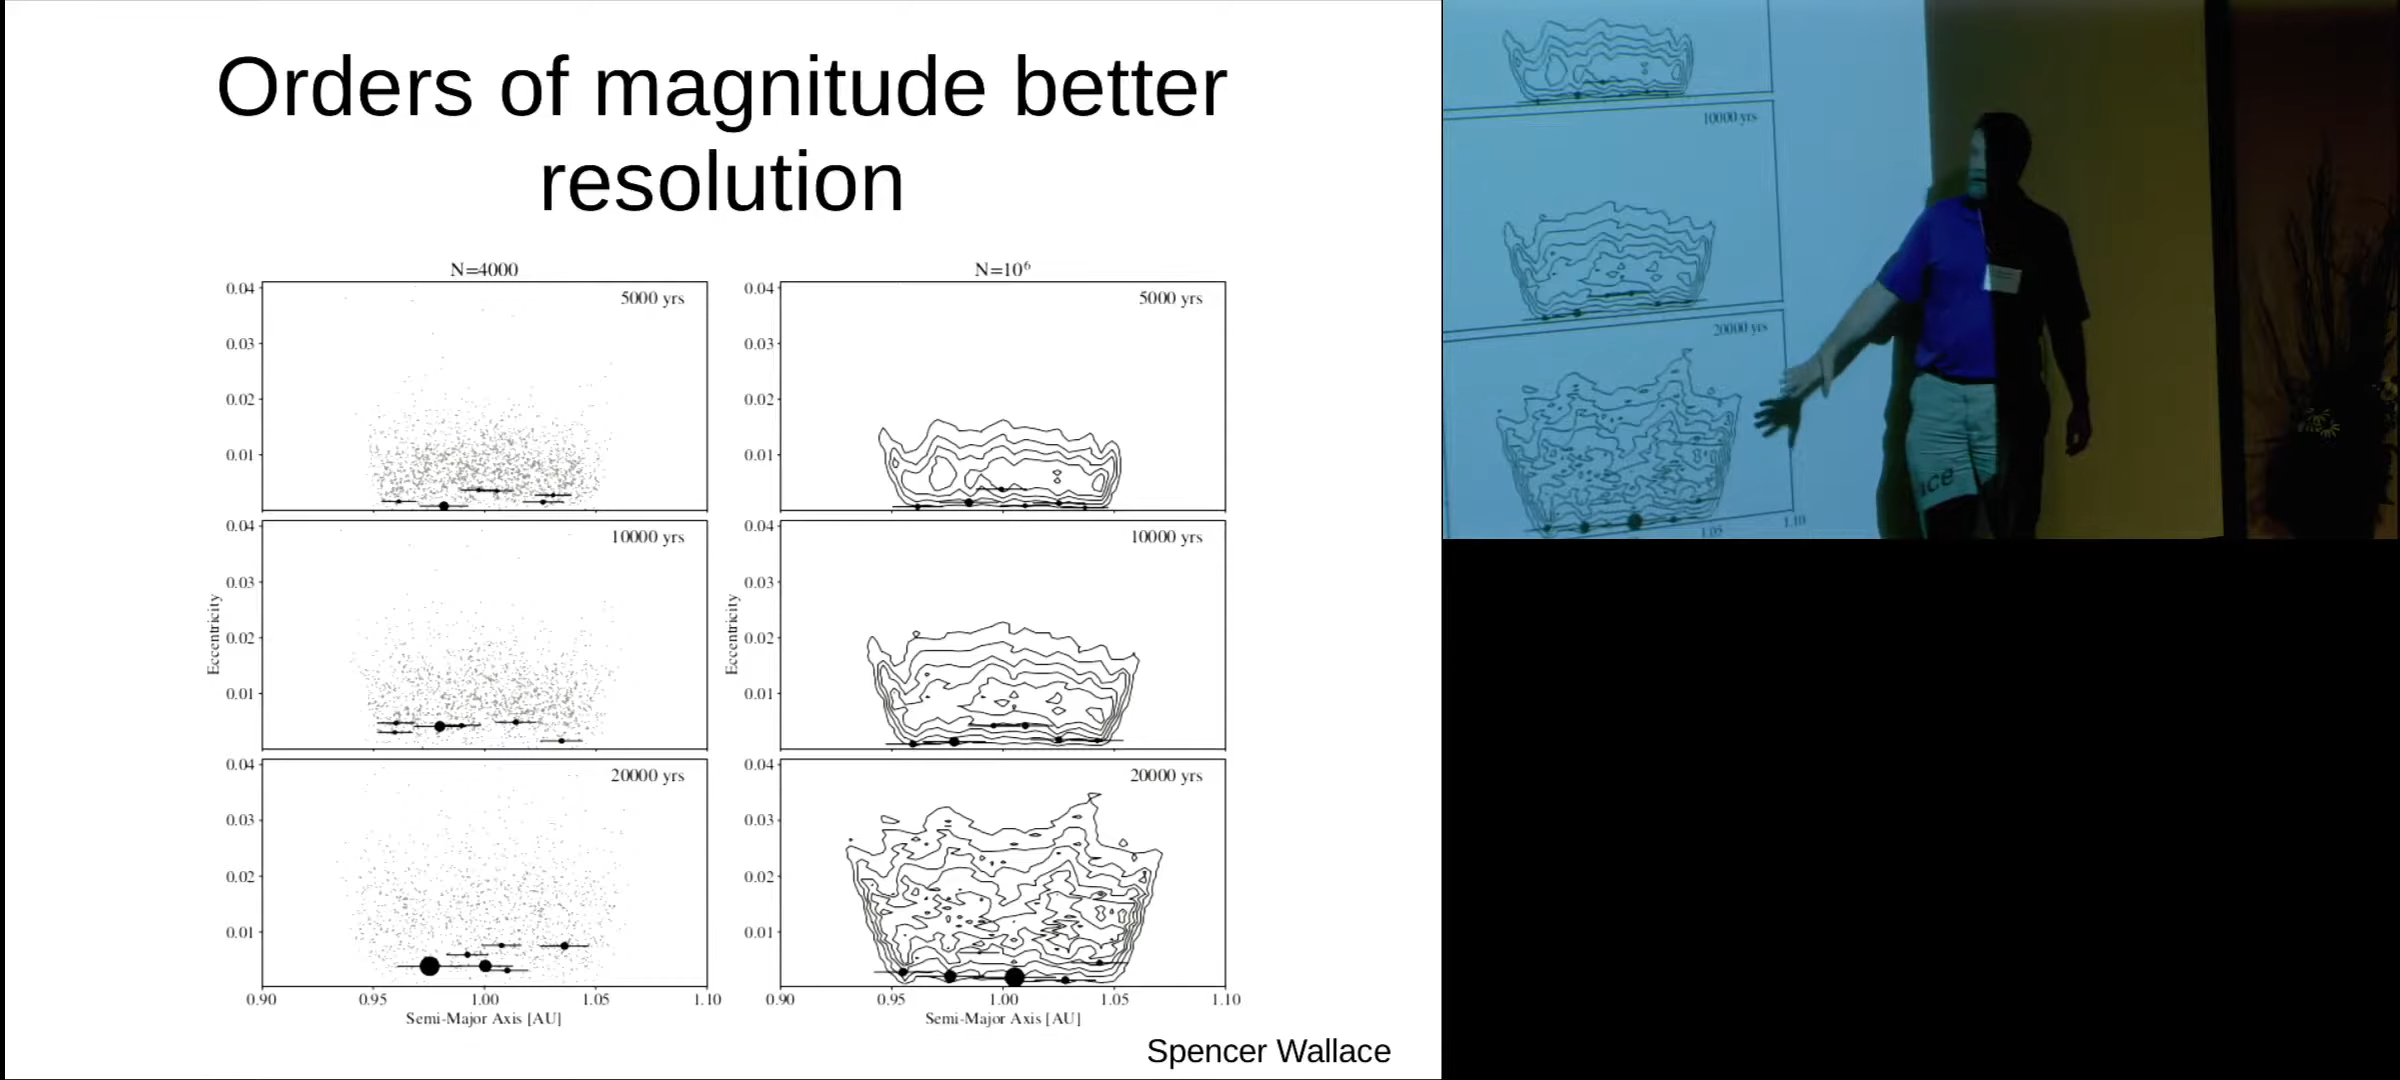 Orders of magnitude better
resolution
N=4000
N=10⁶
0.04
5000 yrs
0.03
0.02
0.01
0.04
5000 yrs
0.03
0.02
0.01
0.04
10000 yrs
0.03
0.02
0.01
Eccentricity
0.04
10000 yrs
0.03
0.02
0.01
Eccentricity
0.04
20000 yrs
0.03
0.02
0.01
0.90 0.95 1.00 1.05 1.10
Semi-Major Axis [AU]
0.04
20000 yrs
0.03
0.02
0.01
0.90 0.95 1.00 1.05 1.10
Semi-Major Axis [AU]
Spencer Wallace
10000 yrs
20000 yrs
1.05
1.10
ace